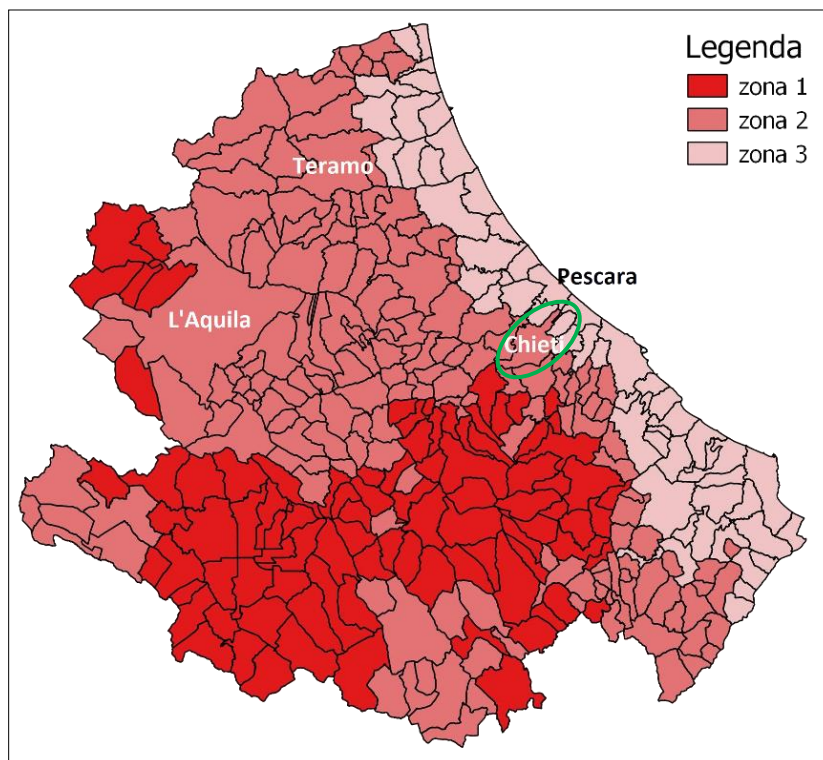 Legenda
zona 1
zona 2
zona 3
Teramo
Pescara
L'Aquila
Chieti